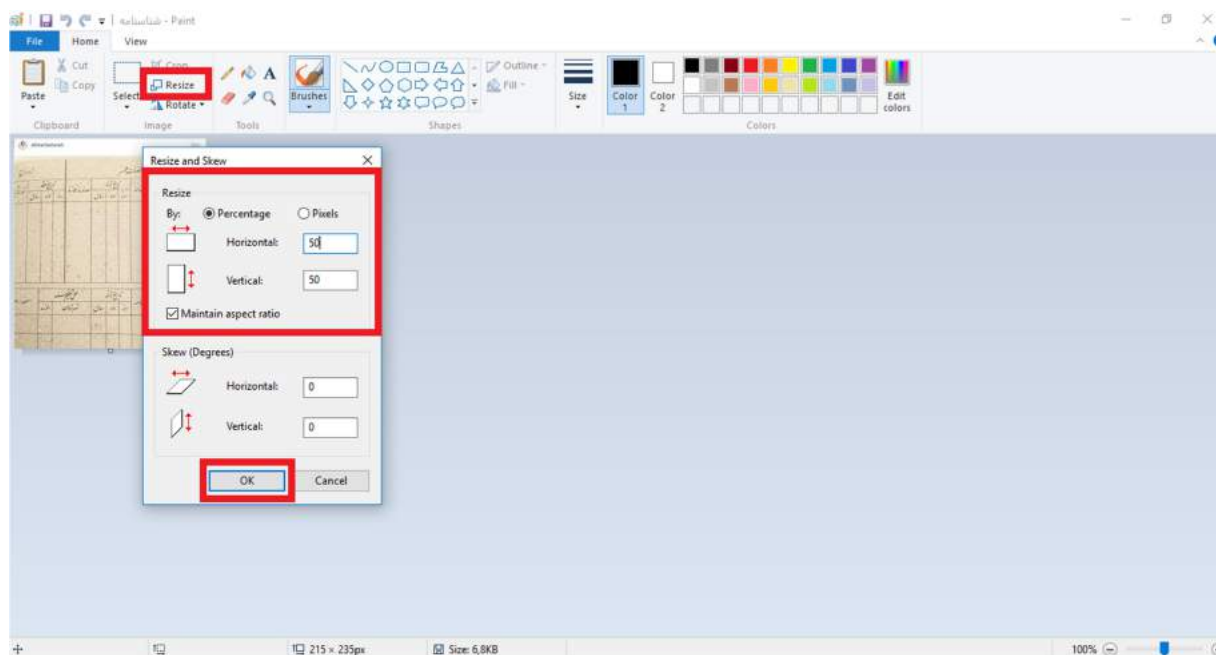 شناسنامه - Paint
File Home View
Paste
Cut
Copy
Clipboard
Select
Crop
Resize
Rotate
Image
Tools
Brushes
Outline
Fill
Shapes
Size
Color 1
Color 2
Edit colors
Colors
Resize and Skew
Resize
By: Percentage Pixels
Horizontal: 50
Vertical: 50
Maintain aspect ratio
Skew (Degrees)
Horizontal: 0
Vertical: 0
OK Cancel
215 × 235px Size: 6,8KB 100%